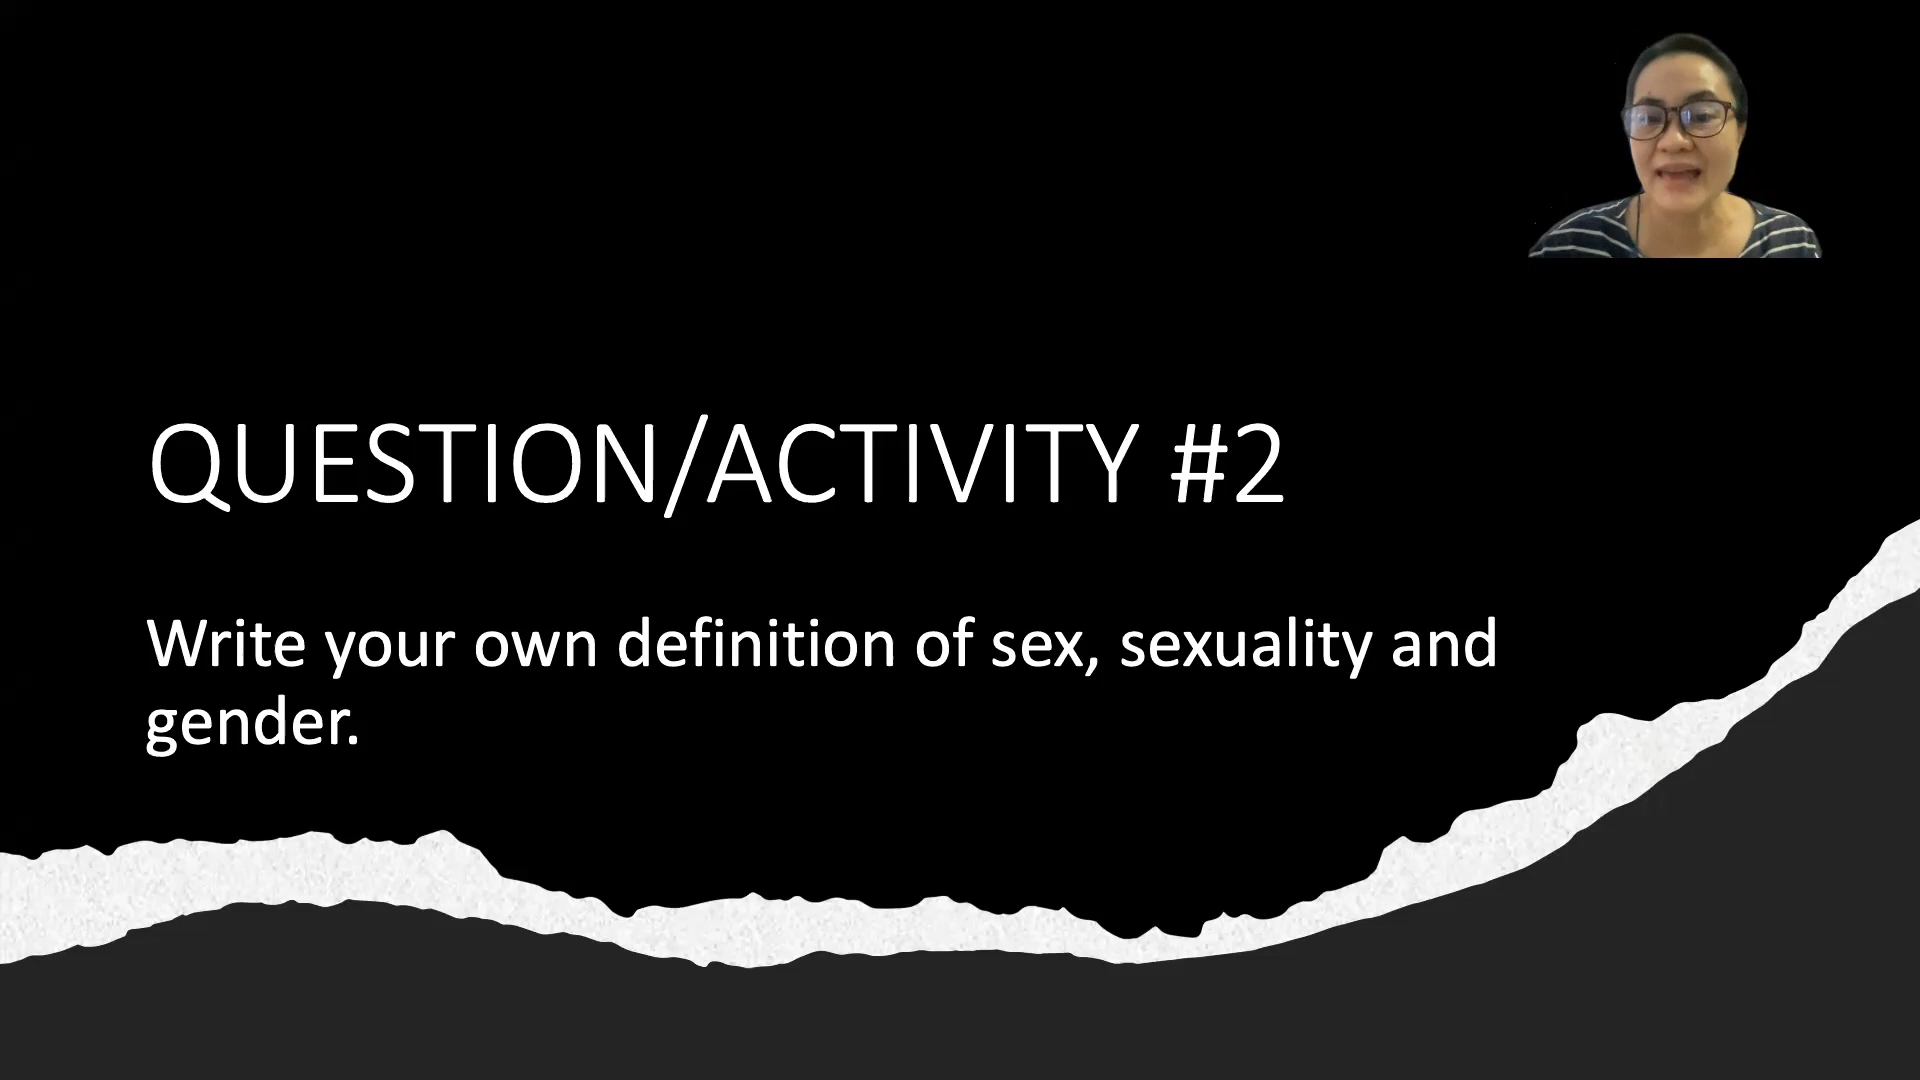 QUESTION/ACTIVITY #2
Write your own definition of sex, sexuality and
gender.